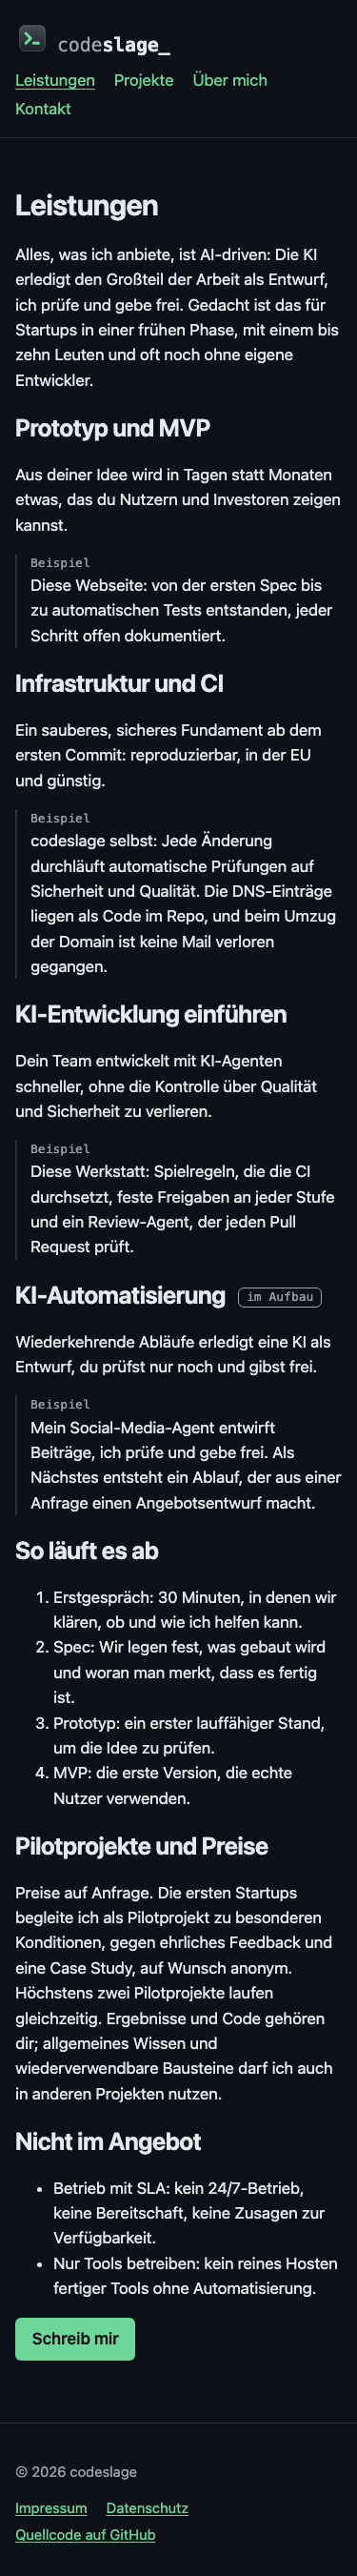 codeslage_
Leistungen Projekte Über mich
Kontakt
Leistungen
Alles, was ich anbiete, ist AI-driven: Die KI
erledigt den Großteil der Arbeit als Entwurf,
ich prüfe und gebe frei. Gedacht ist das für
Startups in einer frühen Phase, mit einem bis
zehn Leuten und oft noch ohne eigene
Entwickler.
Prototyp und MVP
Aus deiner Idee wird in Tagen statt Monaten
etwas, das du Nutzern und Investoren zeigen
kannst.
Beispiel
Diese Webseite: von der ersten Spec bis
zu automatischen Tests entstanden, jeder
Schritt offen dokumentiert.
Infrastruktur und CI
Ein sauberes, sicheres Fundament ab dem
ersten Commit: reproduzierbar, in der EU
und günstig.
Beispiel
codeslage selbst: Jede Änderung
durchläuft automatische Prüfungen auf
Sicherheit und Qualität. Die DNS-Einträge
liegen als Code im Repo, und beim Umzug
der Domain ist keine Mail verloren
gegangen.
KI-Entwicklung einführen
Dein Team entwickelt mit KI-Agenten
schneller, ohne die Kontrolle über Qualität
und Sicherheit zu verlieren.
Beispiel
Diese Werkstatt: Spielregeln, die die CI
durchsetzt, feste Freigaben an jeder Stufe
und ein Review-Agent, der jeden Pull
Request prüft.
KI-Automatisierung im Aufbau
Wiederkehrende Abläufe erledigt eine KI als
Entwurf, du prüfst nur noch und gibst frei.
Beispiel
Mein Social-Media-Agent entwirft
Beiträge, ich prüfe und gebe frei. Als
Nächstes entsteht ein Ablauf, der aus einer
Anfrage einen Angebotsentwurf macht.
So läuft es ab
1. Erstgespräch: 30 Minuten, in denen wir
klären, ob und wie ich helfen kann.
2. Spec: Wir legen fest, was gebaut wird
und woran man merkt, dass es fertig
ist.
3. Prototyp: ein erster lauffähiger Stand,
um die Idee zu prüfen.
4. MVP: die erste Version, die echte
Nutzer verwenden.
Pilotprojekte und Preise
Preise auf Anfrage. Die ersten Startups
begleite ich als Pilotprojekt zu besonderen
Konditionen, gegen ehrliches Feedback und
eine Case Study, auf Wunsch anonym.
Höchstens zwei Pilotprojekte laufen
gleichzeitig. Ergebnisse und Code gehören
dir; allgemeines Wissen und
wiederverwendbare Bausteine darf ich auch
in anderen Projekten nutzen.
Nicht im Angebot
• Betrieb mit SLA: kein 24/7-Betrieb,
keine Bereitschaft, keine Zusagen zur
Verfügbarkeit.
• Nur Tools betreiben: kein reines Hosten
fertiger Tools ohne Automatisierung.
Schreib mir
© 2026 codeslage
Impressum Datenschutz
Quellcode auf GitHub